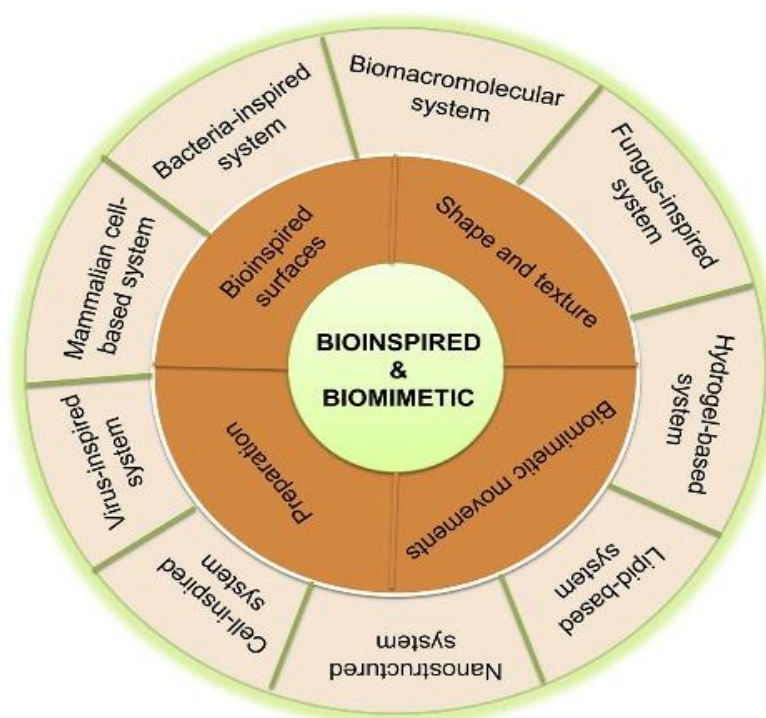 Biomacromolecular
system
Fungus-inspired
system
Hydrogel-based
system
Lipid-based
system
Nanostructured
system
Cell-inspired
system
Virus-inspired
system
Mammalian cell-
based system
Bacteria-inspired
system
Bioinspired
surfaces
Shape and texture
Biomimetic movements
Preparation
BIOINSPIRED
&
BIOMIMETIC